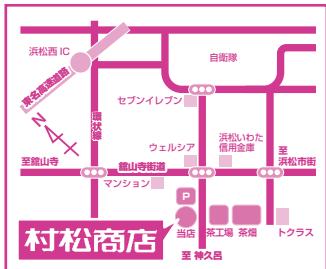 浜松西IC
自衛隊
東名高速道路
セブンイレブン
環状線
N
ウェルシア
浜松いわた
信用金庫
至
浜松市街
至舘山寺
舘山寺街道
マンション
P
当店
茶工場
茶畑
トクラス
村松商店
至 神久呂